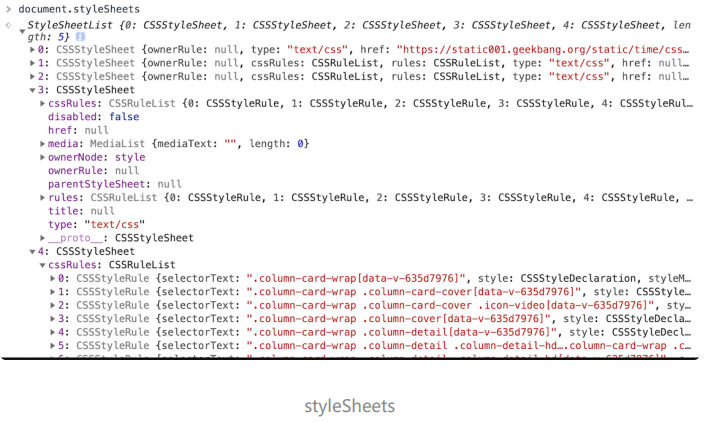 > document.styleSheets
StyleSheetList {0: CSSStyleSheet, 1: CSSStyleSheet, 2: CSSStyleSheet, 3: CSSStyleSheet, 4: CSSStyleSheet, len
gth: 5} i
0: CSSStyleSheet {ownerRule: null, type: "text/css", href: "https://static001.geekbang.org/static/time/css…
1: CSSStyleSheet {ownerRule: null, cssRules: CSSRuleList, rules: CSSRuleList, type: "text/css", href: null…
2: CSSStyleSheet {ownerRule: null, cssRules: CSSRuleList, rules: CSSRuleList, type: "text/css", href: null…
3: CSSStyleSheet
cssRules: CSSRuleList {0: CSSStyleRule, 1: CSSStyleRule, 2: CSSStyleRule, 3: CSSStyleRule, 4: CSSStyleRul…
disabled: false
href: null
media: MediaList {mediaText: "", length: 0}
ownerNode: style
ownerRule: null
parentStyleSheet: null
rules: CSSRuleList {0: CSSStyleRule, 1: CSSStyleRule, 2: CSSStyleRule, 3: CSSStyleRule, 4: CSSStyleRule, …
title: null
type: "text/css"
__proto__: CSSStyleSheet
4: CSSStyleSheet
cssRules: CSSRuleList
0: CSSStyleRule {selectorText: ".column-card-wrap[data-v-635d7976]", style: CSSStyleDeclaration, styleM…
1: CSSStyleRule {selectorText: ".column-card-wrap .column-card-cover[data-v-635d7976]", style: CSSStyle…
2: CSSStyleRule {selectorText: ".column-card-wrap .column-card-cover .icon-video[data-v-635d7976]", sty…
3: CSSStyleRule {selectorText: ".column-card-wrap .column-cover[data-v-635d7976]", style: CSSStyleDecla…
4: CSSStyleRule {selectorText: ".column-card-wrap .column-detail[data-v-635d7976]", style: CSSStyleDecl…
5: CSSStyleRule {selectorText: ".column-card-wrap .column-detail .column-detail-hd….column-card-wrap .c…
styleSheets